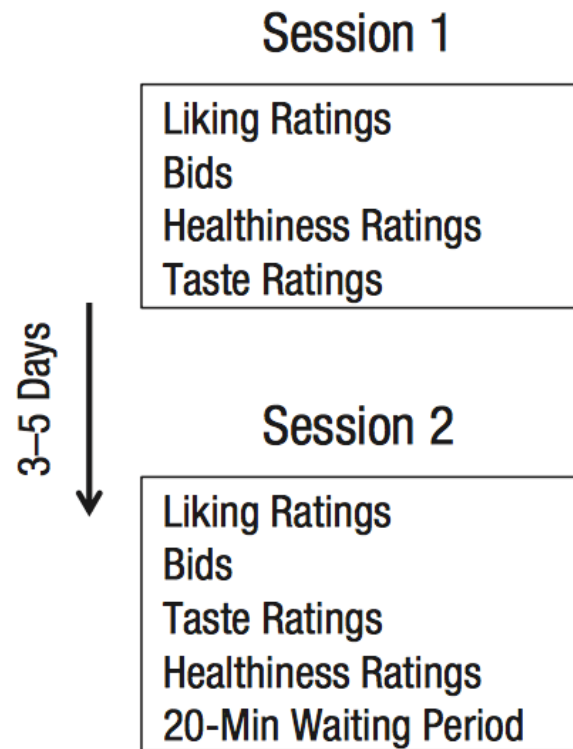 Session 1
Liking Ratings
Bids
Healthiness Ratings
Taste Ratings
3–5 Days
Session 2
Liking Ratings
Bids
Taste Ratings
Healthiness Ratings
20-Min Waiting Period